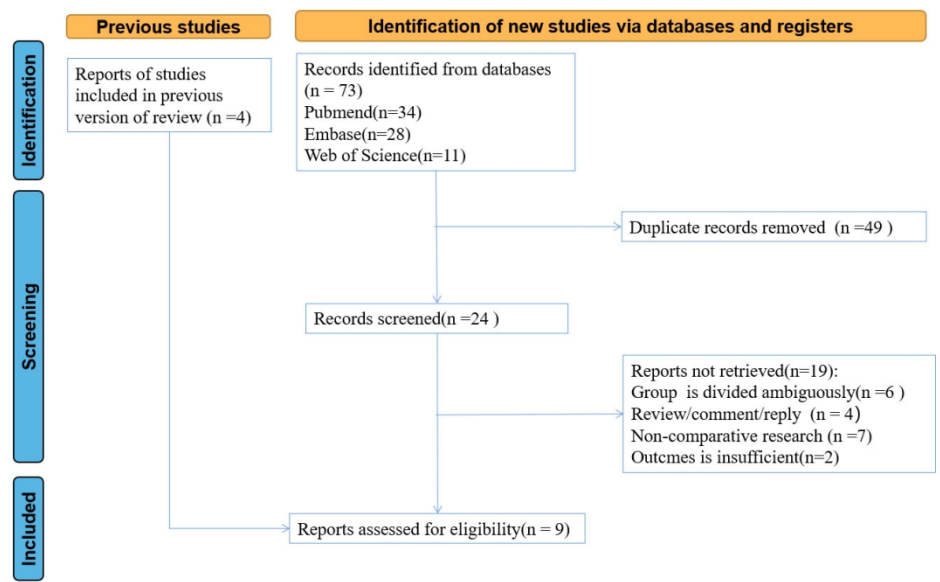 Previous studies
Identification of new studies via databases and registers
Identification
Reports of studies
included in previous
version of review (n =4)
Records identified from databases
(n = 73)
Pubmend(n=34)
Embase(n=28)
Web of Science(n=11)
Screening
Duplicate records removed (n =49 )
Records screened(n =24 )
Reports not retrieved(n=19):
Group is divided ambiguously(n =6 )
Review/comment/reply (n = 4)
Non-comparative research (n =7)
Outcmes is insufficient(n=2)
Included
Reports assessed for eligibility(n = 9)